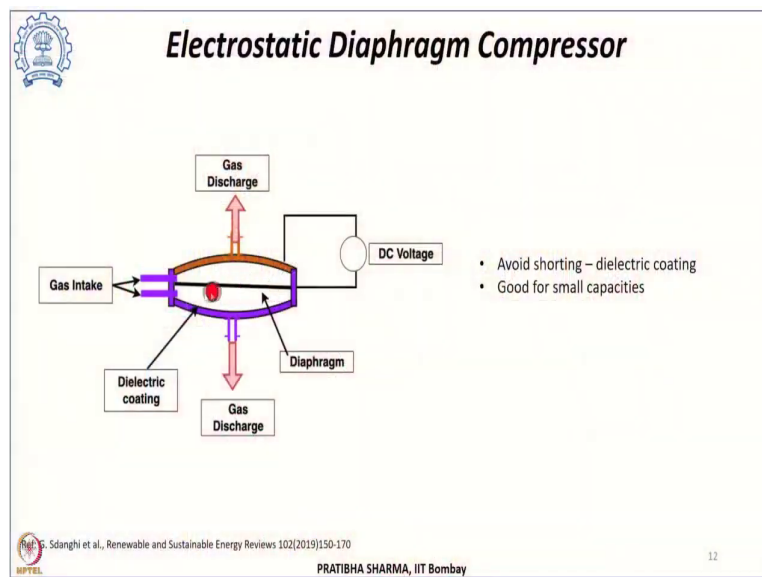 Electrostatic Diaphragm Compressor
Gas
Discharge
DC Voltage
Gas Intake
• Avoid shorting – dielectric coating
• Good for small capacities
Diaphragm
Dielectric
coating
Gas
Discharge
Ref: G. Sdanghi et al., Renewable and Sustainable Energy Reviews 102(2019)150-170
NPTEL
PRATIBHA SHARMA, IIT Bombay
12